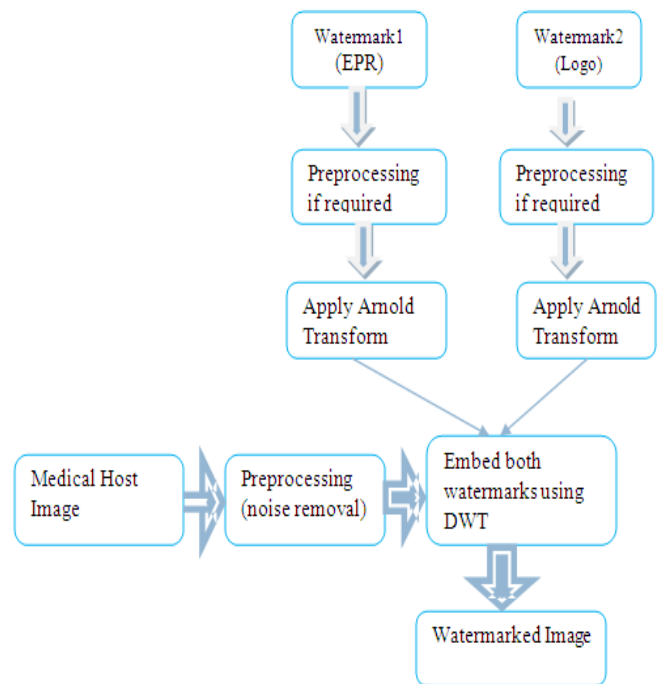 Watermark1
(EPR)
Watermark2
(Logo)
Preprocessing
if required
Preprocessing
if required
Apply Arnold
Transform
Apply Arnold
Transform
Medical Host
Image
Preprocessing
(noise removal)
Embed both
watermarks using
DWT
Watermarked Image